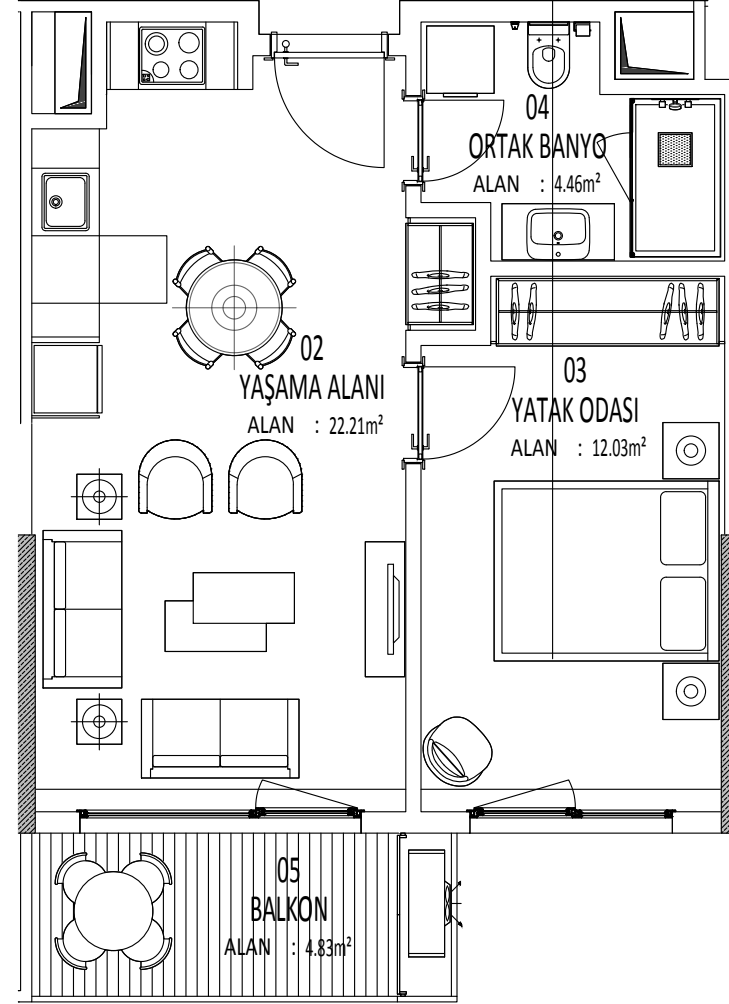 04
ORTAK BANYO
ALAN : 4.46m²
02
YAŞAMA ALANI
ALAN : 22.21m²
03
YATAK ODASI
ALAN : 12.03m²
05
BALKON
ALAN : 4.83m²